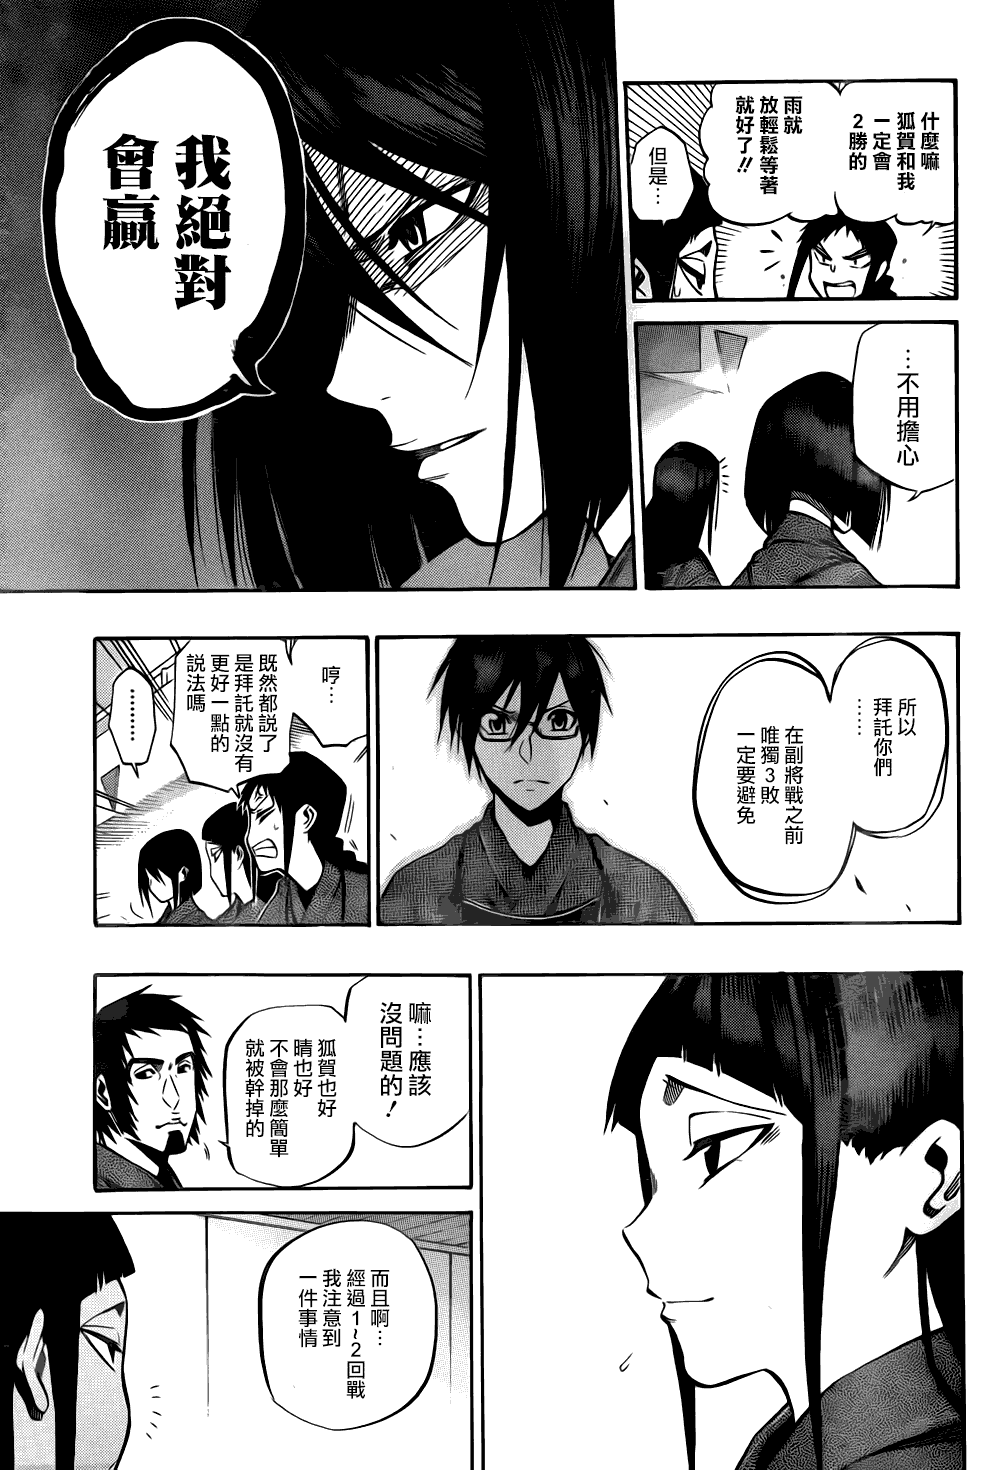 什麼嘛
狐賀和我
一定會
2勝的
雨就
放輕鬆等著
就好了!!
但是…
…不用擔心
我絕對
會贏
所以
拜託你們
……
在副將戰之前
唯獨3敗
一定要避免
哼…
既然都說了
是拜託就沒有
更好一點的
説法嗎
………
嘛…應該
沒問題的!
狐賀也好
晴也好
不會那麼簡單
就被幹掉的
而且啊…
經過1~2回戰
我注意到
一件事情